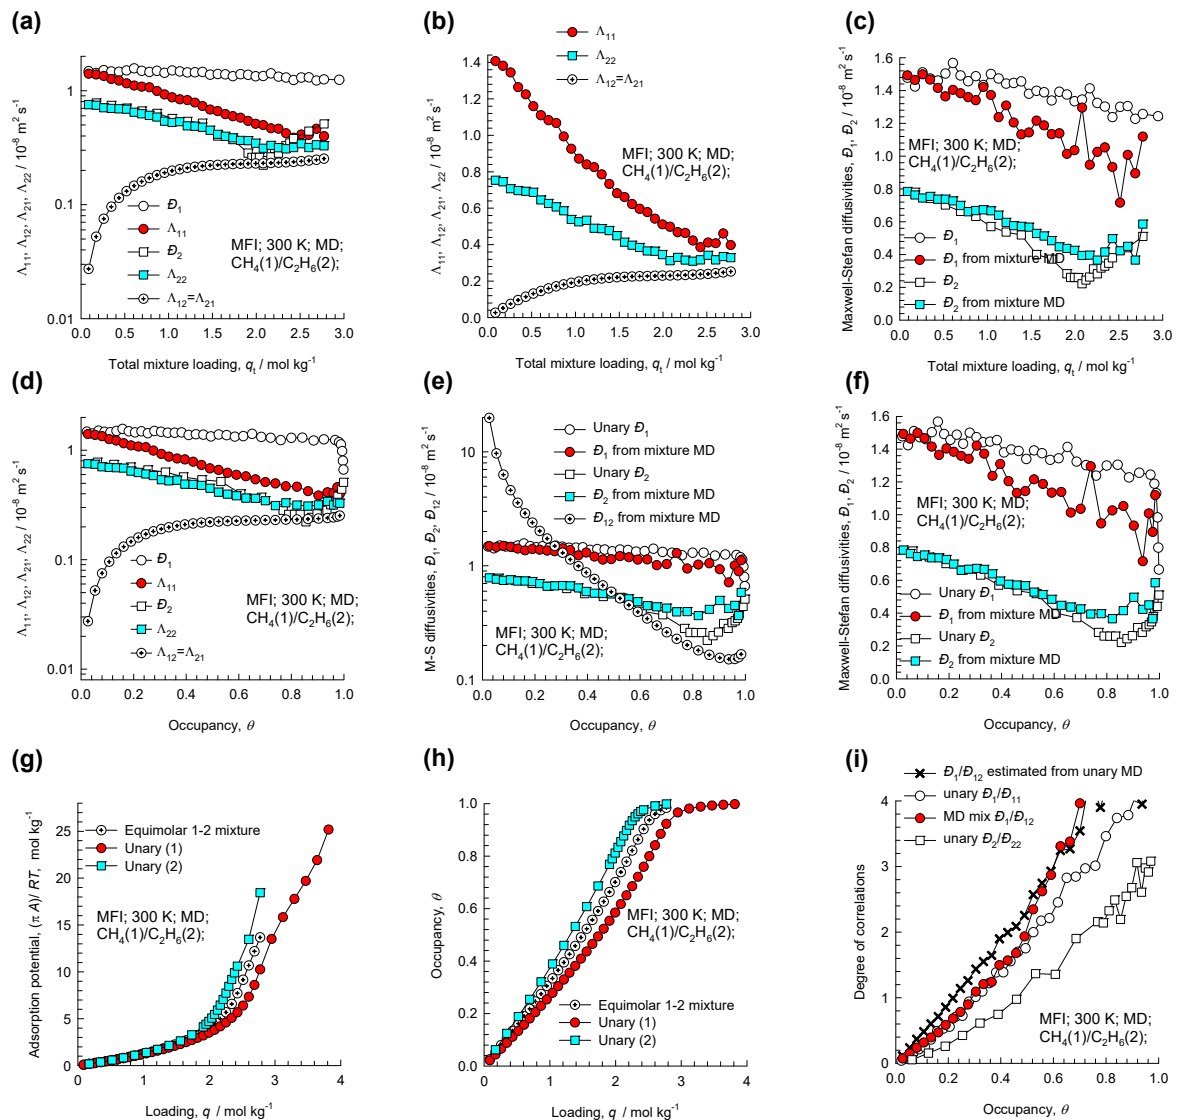 (a)
Λ11, Λ12, Λ21, Λ22 / 10-8 m2 s-1
1
0.1
0.01
Đ1
Λ11
Đ2
Λ22
Λ12=Λ21
MFI; 300 K; MD;
CH4(1)/C2H6(2);
0.0 0.5 1.0 1.5 2.0 2.5 3.0
Total mixture loading, qt / mol kg-1
(b)
Λ11
Λ22
Λ12=Λ21
Λ11, Λ12, Λ21, Λ22 / 10-8 m2 s-1
1.4
1.2
1.0
0.8
0.6
0.4
0.2
0.0
MFI; 300 K; MD;
CH4(1)/C2H6(2);
0.0 0.5 1.0 1.5 2.0 2.5 3.0
Total mixture loading, qt / mol kg-1
(c)
Maxwell-Stefan diffusivities, Đ1, Đ2 / 10-8 m2 s-1
1.6
1.4
1.2
1.0
0.8
0.6
0.4
0.2
0.0
MFI; 300 K; MD;
CH4(1)/C2H6(2);
Đ1
Đ1 from mixture MD
Đ2
Đ2 from mixture MD
0.0 0.5 1.0 1.5 2.0 2.5 3.0
Total mixture loading, qt / mol kg-1
(d)
Λ11, Λ12, Λ21, Λ22 / 10-8 m2 s-1
1
0.1
0.01
Đ1
Λ11
Đ2
Λ22
Λ12=Λ21
MFI; 300 K; MD;
CH4(1)/C2H6(2);
0.0 0.2 0.4 0.6 0.8 1.0
Occupancy, θ
(e)
M-S diffusivities, Đ1, Đ2, Đ12 / 10-8 m2 s-1
10
1
0.1
Unary Đ1
Đ1 from mixture MD
Unary Đ2
Đ2 from mixture MD
Đ12 from mixture MD
MFI; 300 K; MD;
CH4(1)/C2H6(2);
0.0 0.2 0.4 0.6 0.8 1.0
Occupancy, θ
(f)
Maxwell-Stefan diffusivities, Đ1, Đ2 / 10-8 m2 s-1
1.6
1.4
1.2
1.0
0.8
0.6
0.4
0.2
0.0
MFI; 300 K; MD;
CH4(1)/C2H6(2);
Unary Đ1
Đ1 from mixture MD
Unary Đ2
Đ2 from mixture MD
0.0 0.2 0.4 0.6 0.8 1.0
Occupancy, θ
(g)
Adsorption potential, (π A)/ RT, mol kg-1
25
20
15
10
5
0
Equimolar 1-2 mixture
Unary (1)
Unary (2)
MFI; 300 K; MD;
CH4(1)/C2H6(2);
0 1 2 3 4
Loading, q / mol kg-1
(h)
Occupancy, θ
1.0
0.8
0.6
0.4
0.2
0.0
MFI; 300 K; MD;
CH4(1)/C2H6(2);
Equimolar 1-2 mixture
Unary (1)
Unary (2)
0 1 2 3 4
Loading, q / mol kg-1
(i)
Đ1/Đ12 estimated from unary MD
unary Đ1/Đ11
MD mix Đ1/Đ12
unary Đ2/Đ22
Degree of correlations
4
3
2
1
0
MFI; 300 K; MD;
CH4(1)/C2H6(2);
0.0 0.2 0.4 0.6 0.8 1.0
Occupancy, θ